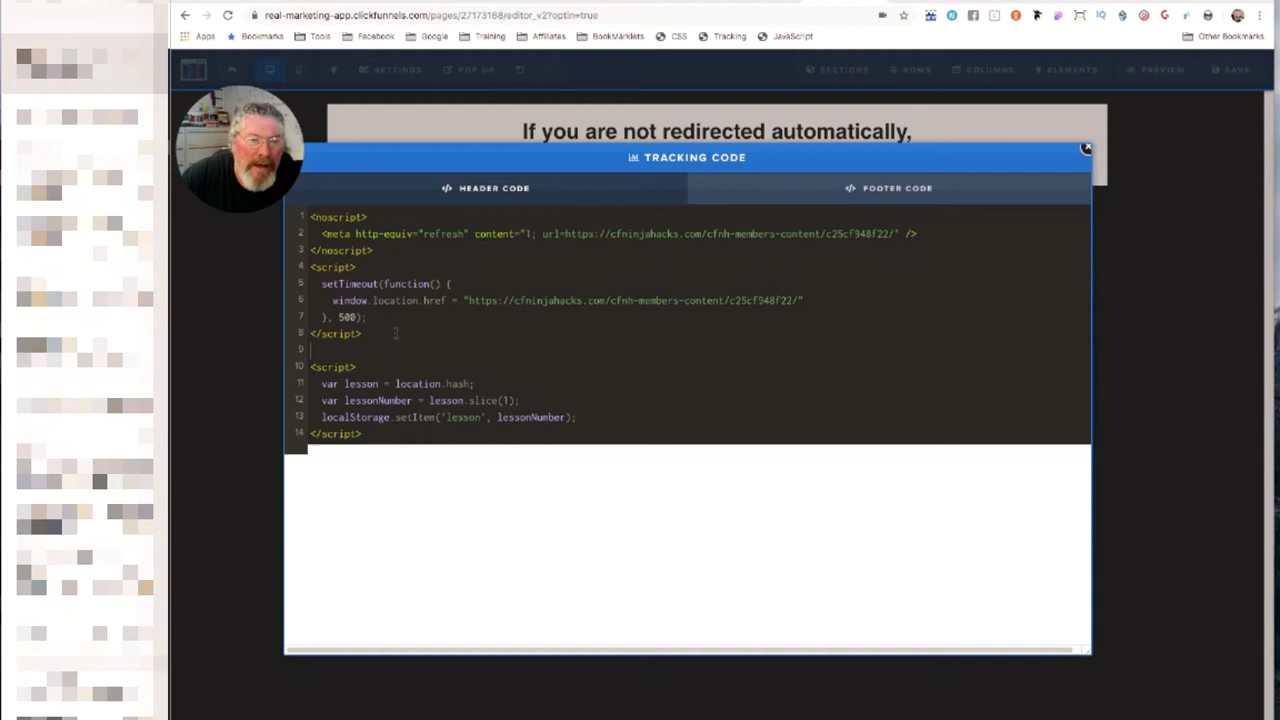 real-marketing-app.clickfunnels.com/pages/27173168/editor_v2?optin=true
Apps Bookmarks Tools Facebook Google Training Affiliates BookMarklets CSS Tracking JavaScript Other Bookmarks
SETTINGS POP UP SECTIONS ROWS COLUMNS ELEMENTS PREVIEW SAVE
If you are not redirected automatically,
TRACKING CODE
</> HEADER CODE </> FOOTER CODE
1 <noscript>
2 <meta http-equiv="refresh" content="1; url=https://cfninjahacks.com/cfnh-members-content/c25cf948f22/" />
3 </noscript>
4 <script>
5 setTimeout(function() {
6 window.location.href = "https://cfninjahacks.com/cfnh-members-content/c25cf948f22/"
7 }, 500);
8 </script>
9
10 <script>
11 var lesson = location.hash;
12 var lessonNumber = lesson.slice(1);
13 localStorage.setItem('lesson', lessonNumber);
14 </script>